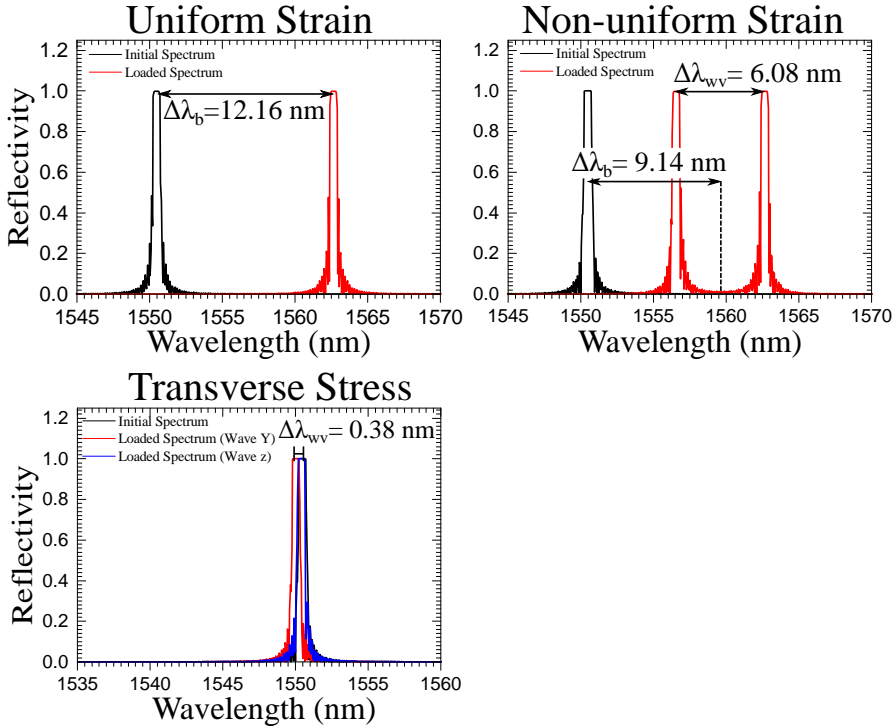 Uniform Strain
Initial Spectrum
Loaded Spectrum
Δλb=12.16 nm
Reflectivity
1.2
1.0
0.8
0.6
0.4
0.2
0.0
1545 1550 1555 1560 1565 1570
Wavelength (nm)
Non-uniform Strain
Initial Spectrum
Loaded Spectrum
Δλwv= 6.08 nm
Δλb= 9.14 nm
1.2
1.0
0.8
0.6
0.4
0.2
0.0
1545 1550 1555 1560 1565 1570
Wavelength (nm)
Transverse Stress
Initial Spectrum
Loaded Spectrum (Wave Y)
Loaded Spectrum (Wave z)
Δλwv= 0.38 nm
Reflectivity
1.2
1.0
0.8
0.6
0.4
0.2
0.0
1535 1540 1545 1550 1555 1560
Wavelength (nm)